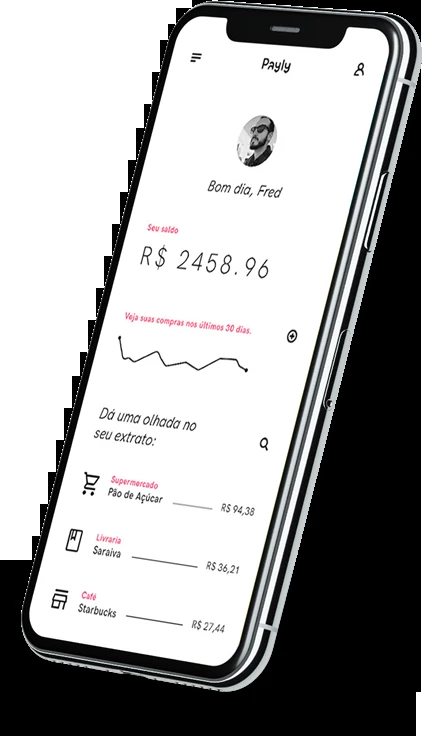 Payly
Bom dia, Fred
Seu saldo
R$ 2458.96
Veja suas compras nos últimos 30 dias.
Dá uma olhada no
seu extrato:
Supermercado
Pão de Açúcar R$ 94,38
Livraria
Saraiva R$ 36,21
Café
Starbucks R$ 27,44